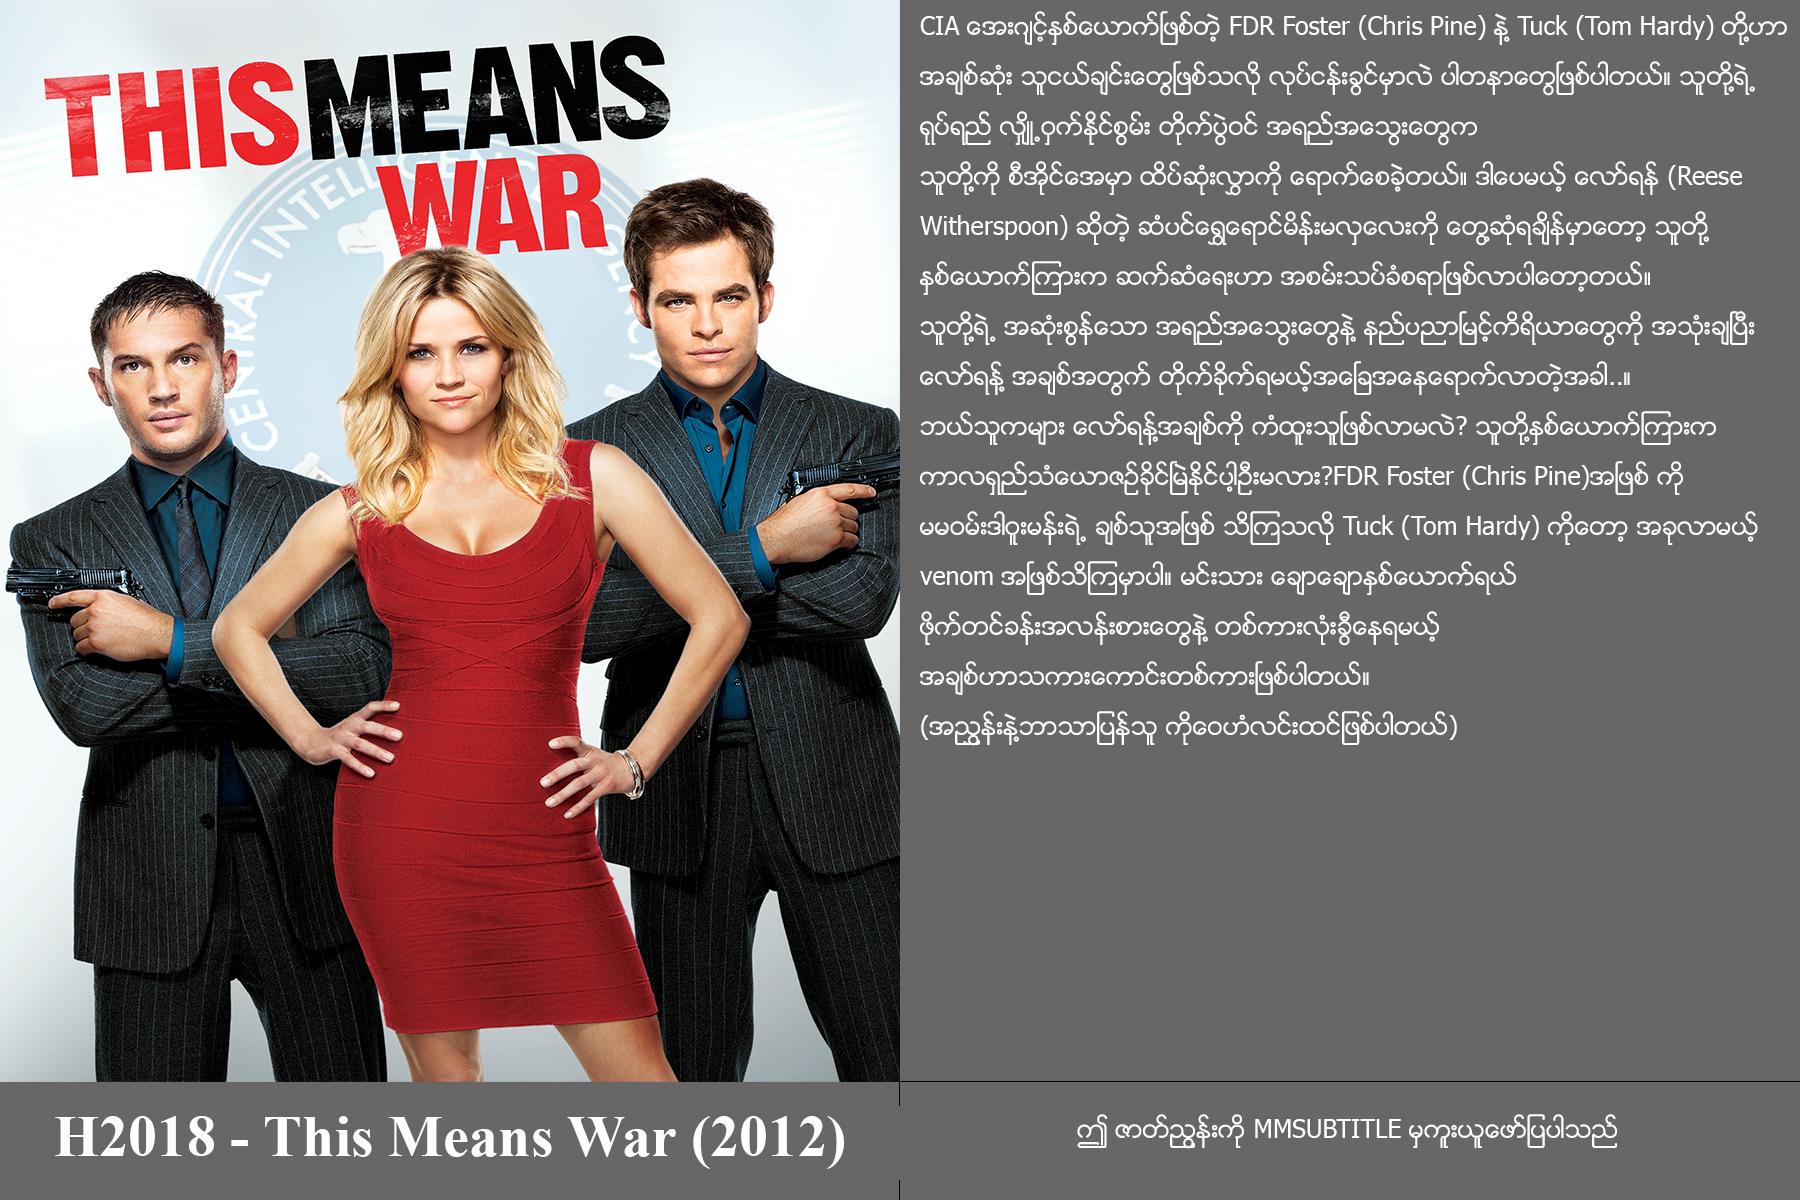 THIS MEANS
WAR
CENTRAL INTELLIGENCE AGENCY
CIA အေးဂျင့်နှစ်ယောက်ဖြစ်တဲ့ FDR Foster (Chris Pine) နဲ့ Tuck (Tom Hardy) တို့ဟာ
အချစ်ဆုံး သူငယ်ချင်းတွေဖြစ်သလို လုပ်ငန်းခွင်မှာလဲ ပါတနာတွေဖြစ်ပါတယ်။ သူတို့ရဲ့
ရုပ်ရည် လျှို့ဝှက်နိုင်စွမ်း တိုက်ပွဲဝင် အရည်အသွေးတွေက
သူတို့ကို စီအိုင်အေမှာ ထိပ်ဆုံးလွှာကို ရောက်စေခဲ့တယ်။ ဒါပေမယ့် လော်ရန် (Reese
Witherspoon) ဆိုတဲ့ ဆံပင်ရွှေရောင်မိန်းမလှလေးကို တွေ့ဆုံရချိန်မှာတော့ သူတို့
နှစ်ယောက်ကြားက ဆက်ဆံရေးဟာ အစမ်းသပ်ခံစရာဖြစ်လာပါတော့တယ်။
သူတို့ရဲ့ အဆုံးစွန်သော အရည်အသွေးတွေနဲ့ နည်ပညာမြင့်ကိရိယာတွေကို အသုံးချပြီး
လော်ရန့် အချစ်အတွက် တိုက်ခိုက်ရမယ့်အခြေအနေရောက်လာတဲ့အခါ..။
ဘယ်သူကများ လော်ရန့်အချစ်ကို ကံထူးသူဖြစ်လာမလဲ? သူတို့နှစ်ယောက်ကြားက
ကာလရှည်သံယောဇဉ်ခိုင်မြဲနိုင်ပါ့ဦးမလား?FDR Foster (Chris Pine)အဖြစ် ကို
မမဝမ်းဒါဝူးမန်းရဲ့ ချစ်သူအဖြစ် သိကြသလို Tuck (Tom Hardy) ကိုတော့ အခုလာမယ့်
venom အဖြစ်သိကြမှာပါ။ မင်းသား ချောချောနှစ်ယောက်ရယ်
ဖိုက်တင်ခန်းအလန်းစားတွေနဲ့ တစ်ကားလုံးခွီနေရမယ့်
အချစ်ဟာသကားကောင်းတစ်ကားဖြစ်ပါတယ်။
(အညွှန်းနဲ့ဘာသာပြန်သူ ကိုဝေဟံလင်းထင်ဖြစ်ပါတယ်)
H2018 - This Means War (2012)
ဤ ဇာတ်ညွှန်းကို MMSUBTITLE မှကူးယူဖော်ပြပါသည်